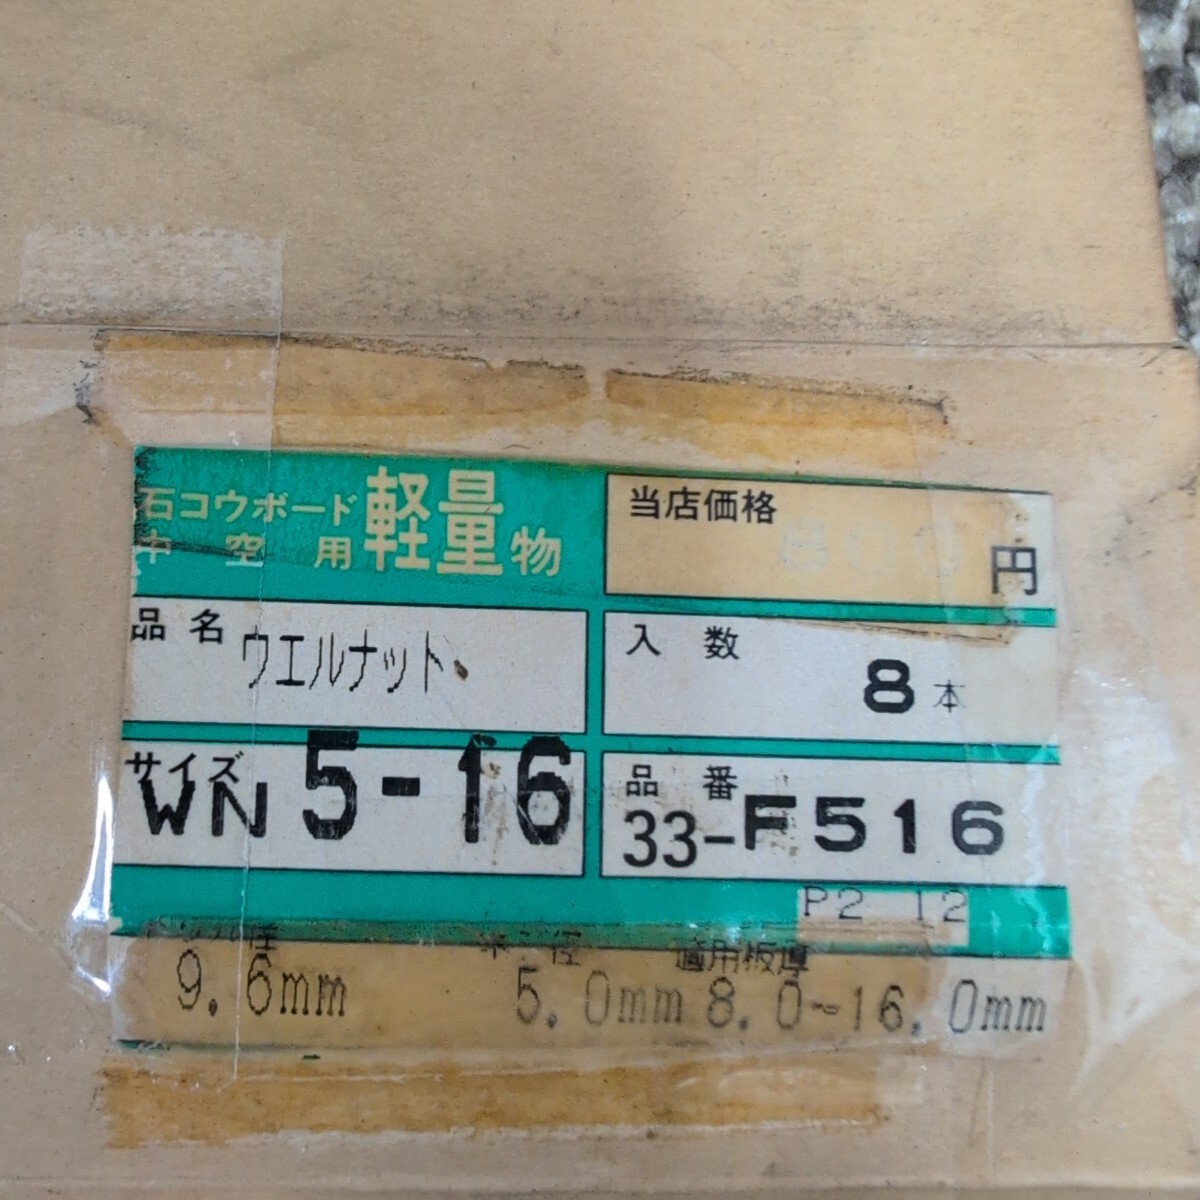 石コウボード 軽量物
中空用
当店価格
800 円
品名 ウエルナット
入数 8本
サイズ WN 5-16
品番 33-F516
P2 12
適用板厚
9.6mm 5.0mm 8.0~16.0mm